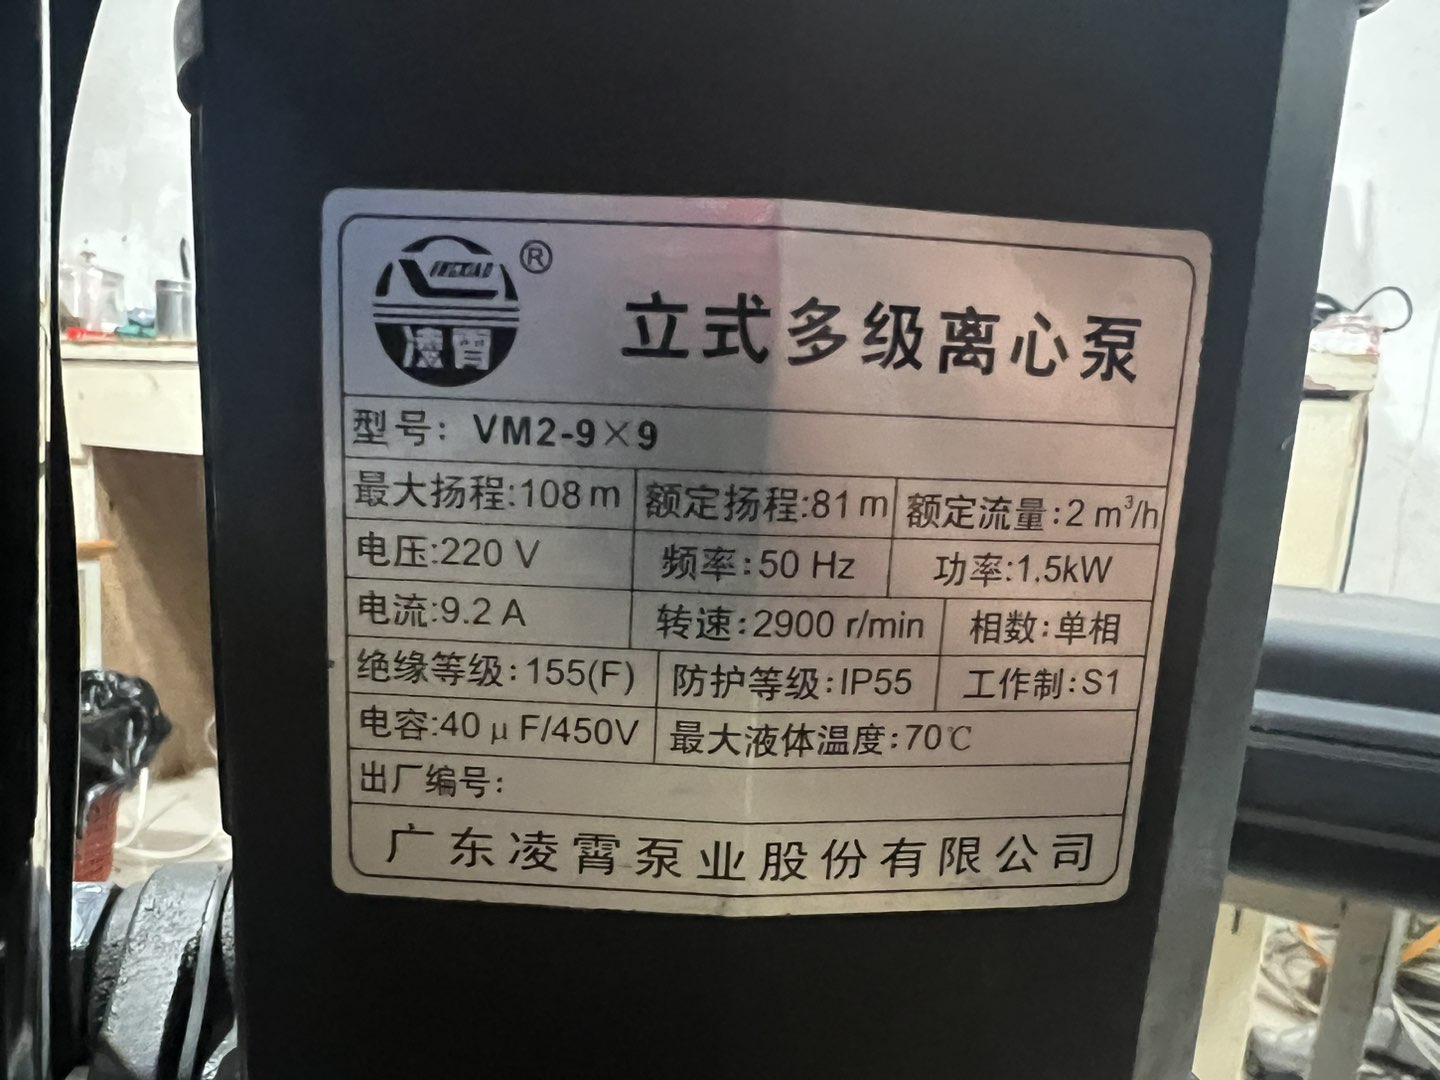 LINGXIAO ®
凌霄
立式多级离心泵
型号: VM2-9×9
最大扬程:108m 额定扬程:81m 额定流量:2 m³/h
电压:220 V 频率:50 Hz 功率:1.5kW
电流:9.2 A 转速:2900 r/min 相数:单相
绝缘等级:155(F) 防护等级:IP55 工作制:S1
电容:40 μ F/450V 最大液体温度:70℃
出厂编号:
广东凌霄泵业股份有限公司